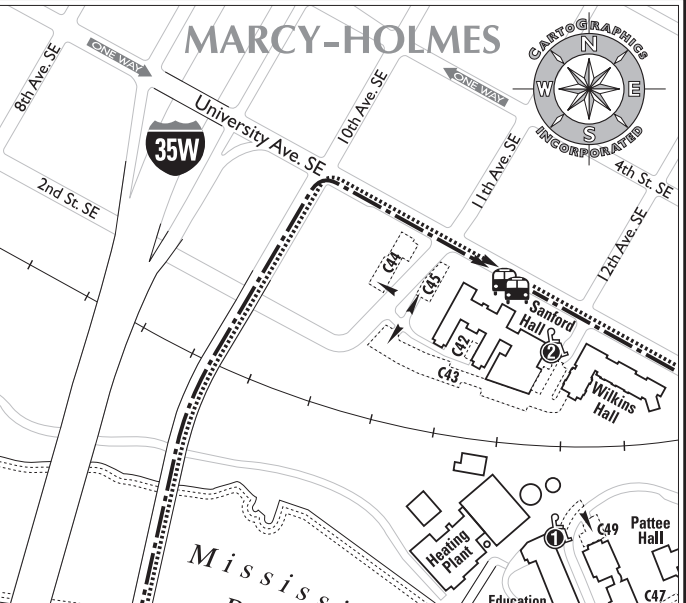 MARCY-HOLMES
CARTOGRAPHICS
N
W
E
S
INCORPORATED
8th Ave. SE
ONE WAY
10th Ave. SE
ONE WAY
35W
University Ave. SE
11th Ave. SE
4th St. SE
2nd St. SE
12th Ave. SE
C44
C45
Sanford
Hall
2
C42
C43
Wilkins
Hall
Heating
Plant
1
C49
Pattee
Hall
Mississi
Education
C47